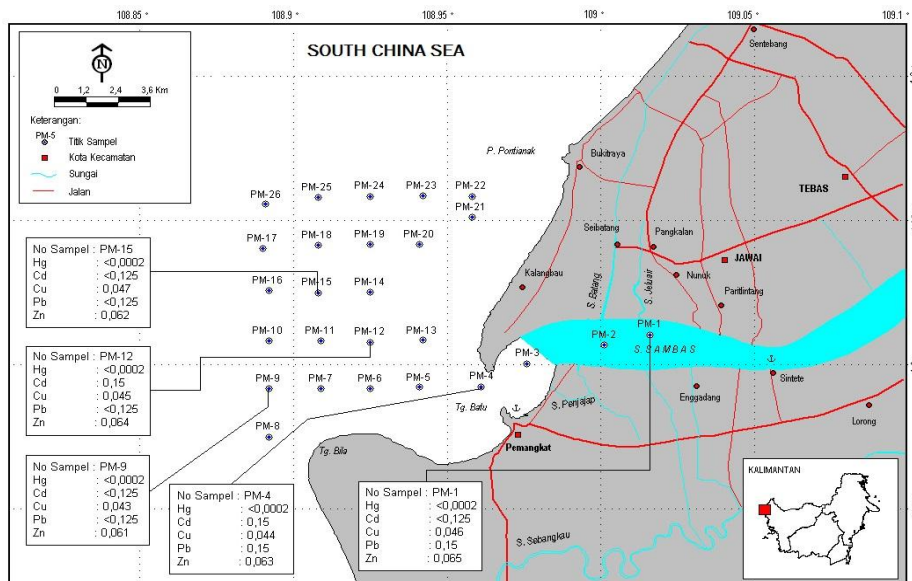 108.85 108.9 108.95 109 109.05 109.1
SOUTH CHINA SEA
N
0 1,2 2,4 3,6 Km
Keterangan:
PM-5
Titik Sampel
Kota Kecamatan
Sungai
Jalan
Sentebang
P. Pontianak
Bukitraya
TEBAS
PM-26 PM-25 PM-24 PM-23 PM-22
PM-21
PM-17 PM-18 PM-19 PM-20
Seibatang
Pangkalan
JAWAI
Nunuk
Kalangbau
S. Batang
S. Jeluair
Paritlintang
PM-16 PM-15 PM-14
PM-10 PM-11 PM-12 PM-13
PM-3 PM-2 PM-1
S. SAMBAS
PM-9 PM-7 PM-6 PM-5 PM-4
Tg. Batu
S. Penjajap
Enggadang
Sintete
Lorong
PM-8
Tg. Bila
Pemangkat
S. Sebangkau
KALIMANTAN
No Sampel : PM-15
Hg : <0,0002
Cd : <0,125
Cu : 0,047
Pb : <0,125
Zn : 0,062
No Sampel : PM-12
Hg : <0,0002
Cd : 0,15
Cu : 0,045
Pb : <0,125
Zn : 0,064
No Sampel : PM-9
Hg : <0,0002
Cd : <0,125
Cu : 0,043
Pb : <0,125
Zn : 0,061
No Sampel : PM-4
Hg : <0,0002
Cd : 0,15
Cu : 0,044
Pb : 0,15
Zn : 0,063
No Sampel : PM-1
Hg : <0,0002
Cd : <0,125
Cu : 0,046
Pb : 0,15
Zn : 0,065